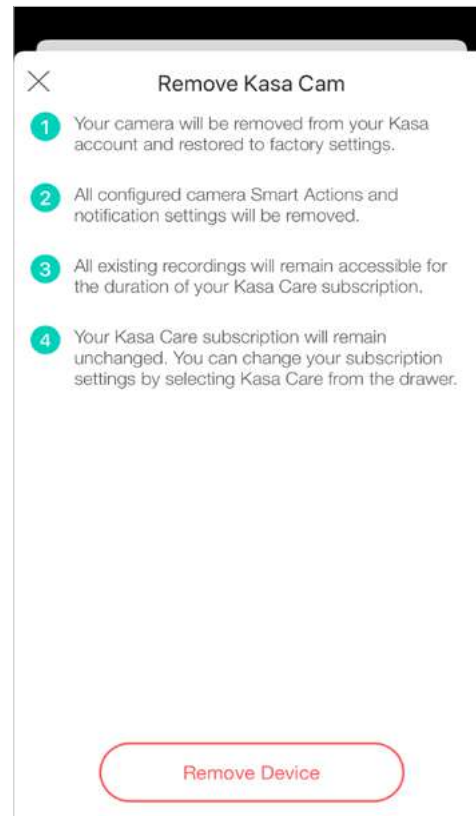 Remove Kasa Cam
1 Your camera will be removed from your Kasa
account and restored to factory settings.
2 All configured camera Smart Actions and
notification settings will be removed.
3 All existing recordings will remain accessible for
the duration of your Kasa Care subscription.
4 Your Kasa Care subscription will remain
unchanged. You can change your subscription
settings by selecting Kasa Care from the drawer.
Remove Device